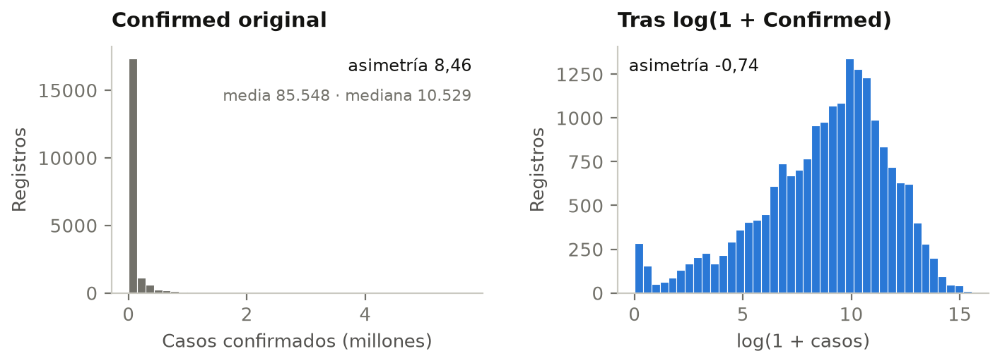 Confirmed original
asimetría 8,46
media 85.548 · mediana 10.529
Registros
15000
10000
5000
0
0
2
4
Casos confirmados (millones)
Tras log(1 + Confirmed)
asimetría -0,74
Registros
1250
1000
750
500
250
0
0
5
10
15
log(1 + casos)